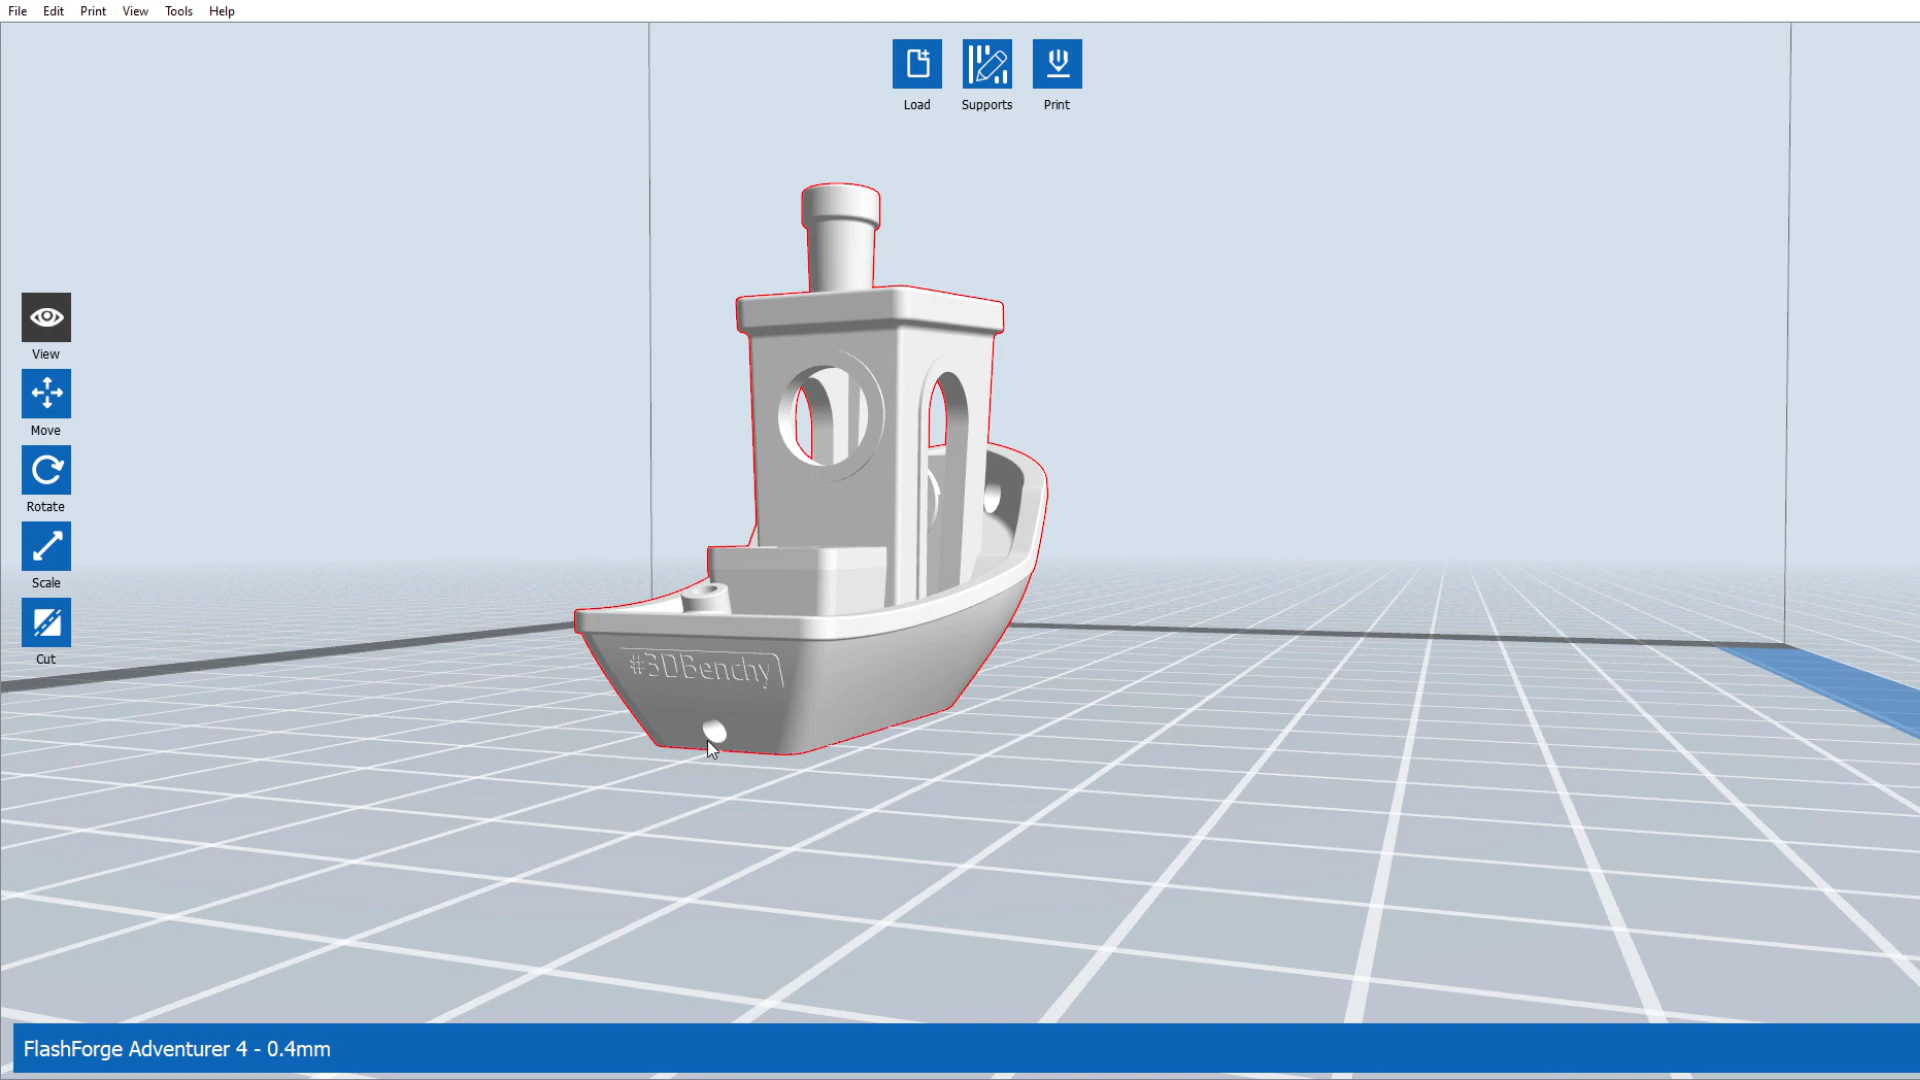 File Edit Print View Tools Help
Load Supports Print
View
Move
Rotate
Scale
Cut
#3DBenchy
FlashForge Adventurer 4 - 0.4mm